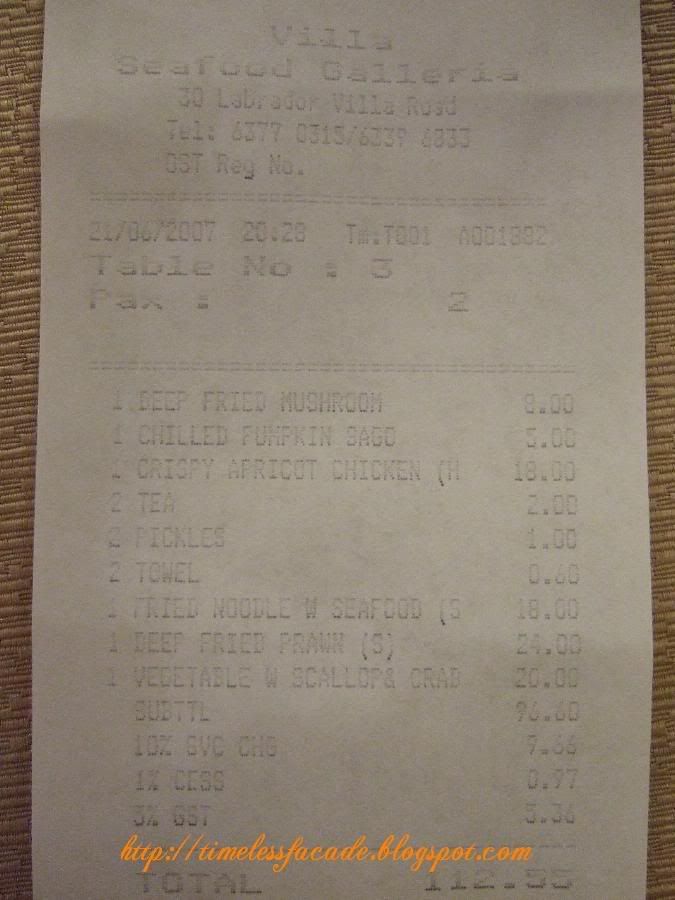 Villa
Seafood Galleria
30 Labrador Villa Road
Tel: 6377 0315/6339 6833
GST Reg No.
21/06/2007 20:28 Tm:T001 A001882
Table No : 3
Pax : 2
1 DEEP FRIED MUSHROOM 8.00
1 CHILLED PUMPKIN SAGO 5.00
1 CRISPY APRICOT CHICKEN (H 18.00
2 TEA 2.00
2 PICKLES 1.00
2 TOWEL 0.60
1 FRIED NOODLE W SEAFOOD (S 18.00
1 DEEP FRIED PRAWN (S) 24.00
1 VEGETABLE W SCALLOP& CRAB 20.00
SUBTTL 96.60
10% SVC CHG 9.66
1% CESS 0.97
5% GST 5.36
http://timelessfacade.blogspot.com
TOTAL 112.55